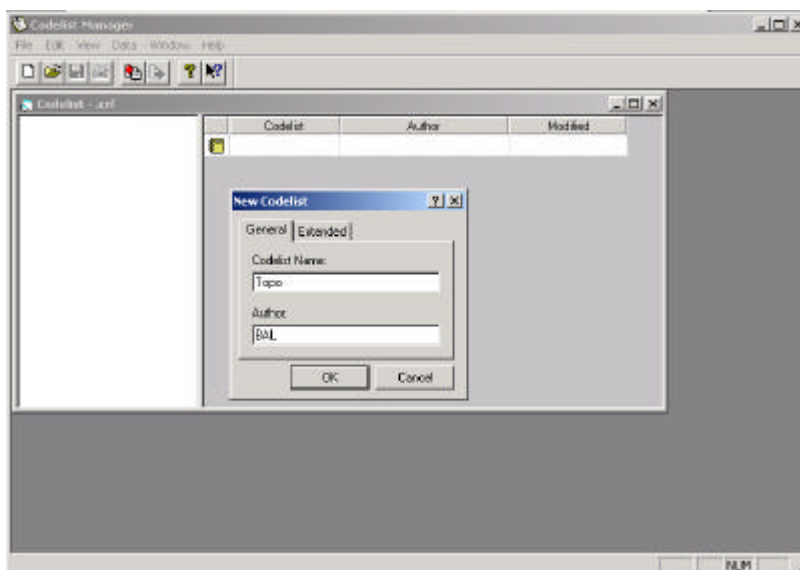 Codelist Manager
File Edit View Data Window Help
Codelist - .crf
Codelist Author Modified
New Codelist
General Extended
Codelist Name:
Topo
Author:
BAL
OK Cancel
NUM